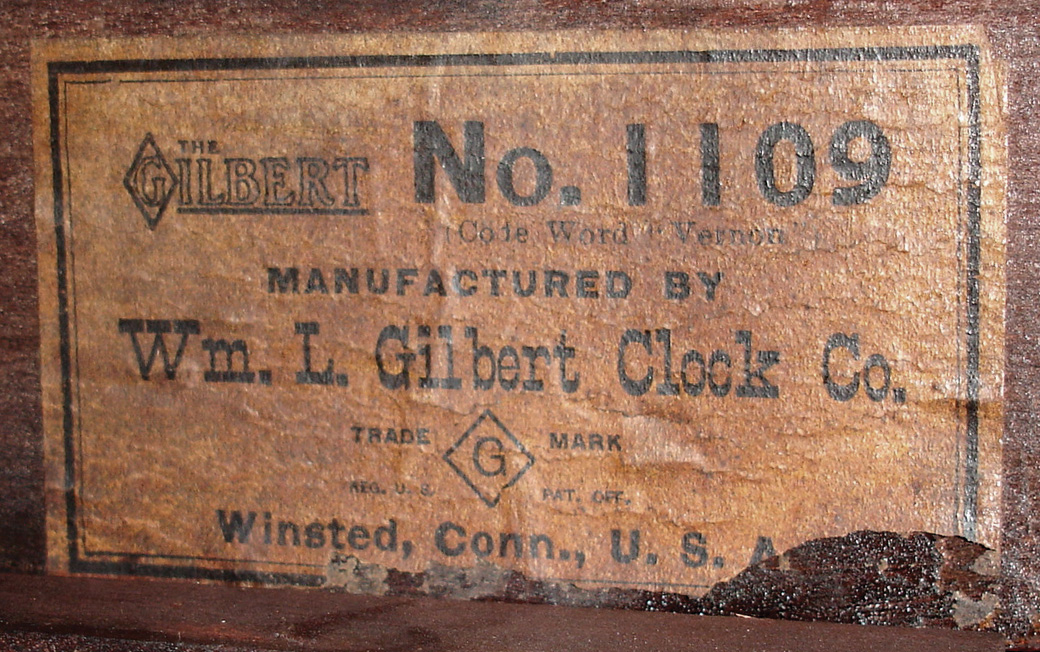 THE GILBERT No. 1109
(Code Word "Vernon")
MANUFACTURED BY
Wm. L. Gilbert Clock Co.
TRADE G MARK
REG. U. S. PAT. OFF.
Winsted, Conn., U. S. A